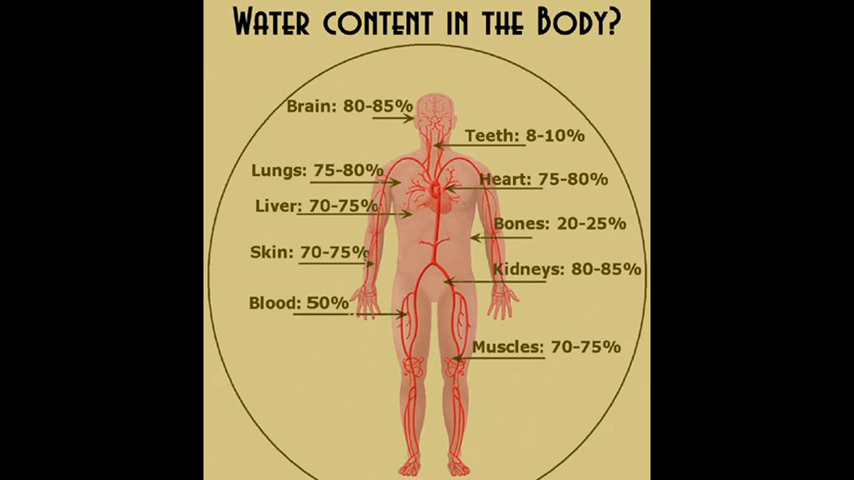 WATER CONTENT IN THE BODY?
Brain: 80-85%
Teeth: 8-10%
Lungs: 75-80%
Heart: 75-80%
Liver: 70-75%
Bones: 20-25%
Skin: 70-75%
Kidneys: 80-85%
Blood: 50%
Muscles: 70-75%